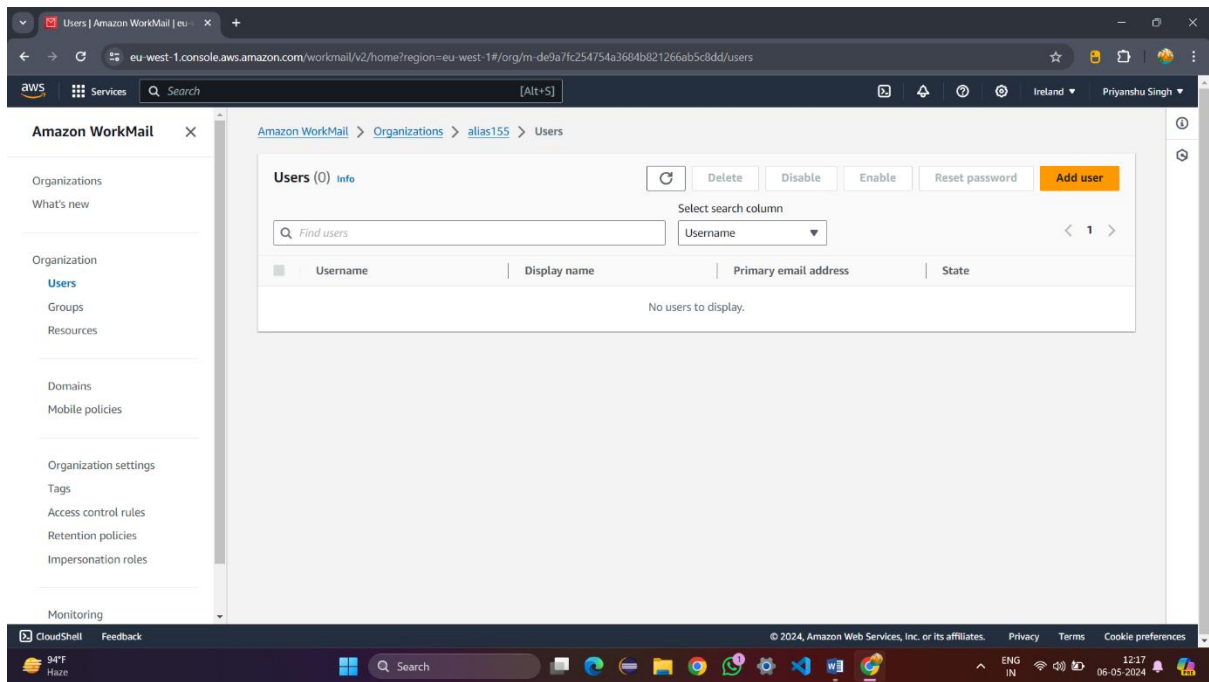 Users | Amazon WorkMail | eu-
eu-west-1.console.aws.amazon.com/workmail/v2/home?region=eu-west-1#/org/m-de9a7fc254754a3684b821266ab5c8dd/users
aws Services Search [Alt+S] Ireland Priyanshu Singh
Amazon WorkMail
Organizations
What's new
Organization
Users
Groups
Resources
Domains
Mobile policies
Organization settings
Tags
Access control rules
Retention policies
Impersonation roles
Monitoring
Amazon WorkMail > Organizations > alias155 > Users
Users (0) Info Delete Disable Enable Reset password Add user
Select search column
Find users Username 1
Username Display name Primary email address State
No users to display.
CloudShell Feedback © 2024, Amazon Web Services, Inc. or its affiliates. Privacy Terms Cookie preferences
94°F
Haze
Search
ENG
IN
12:17
06-05-2024